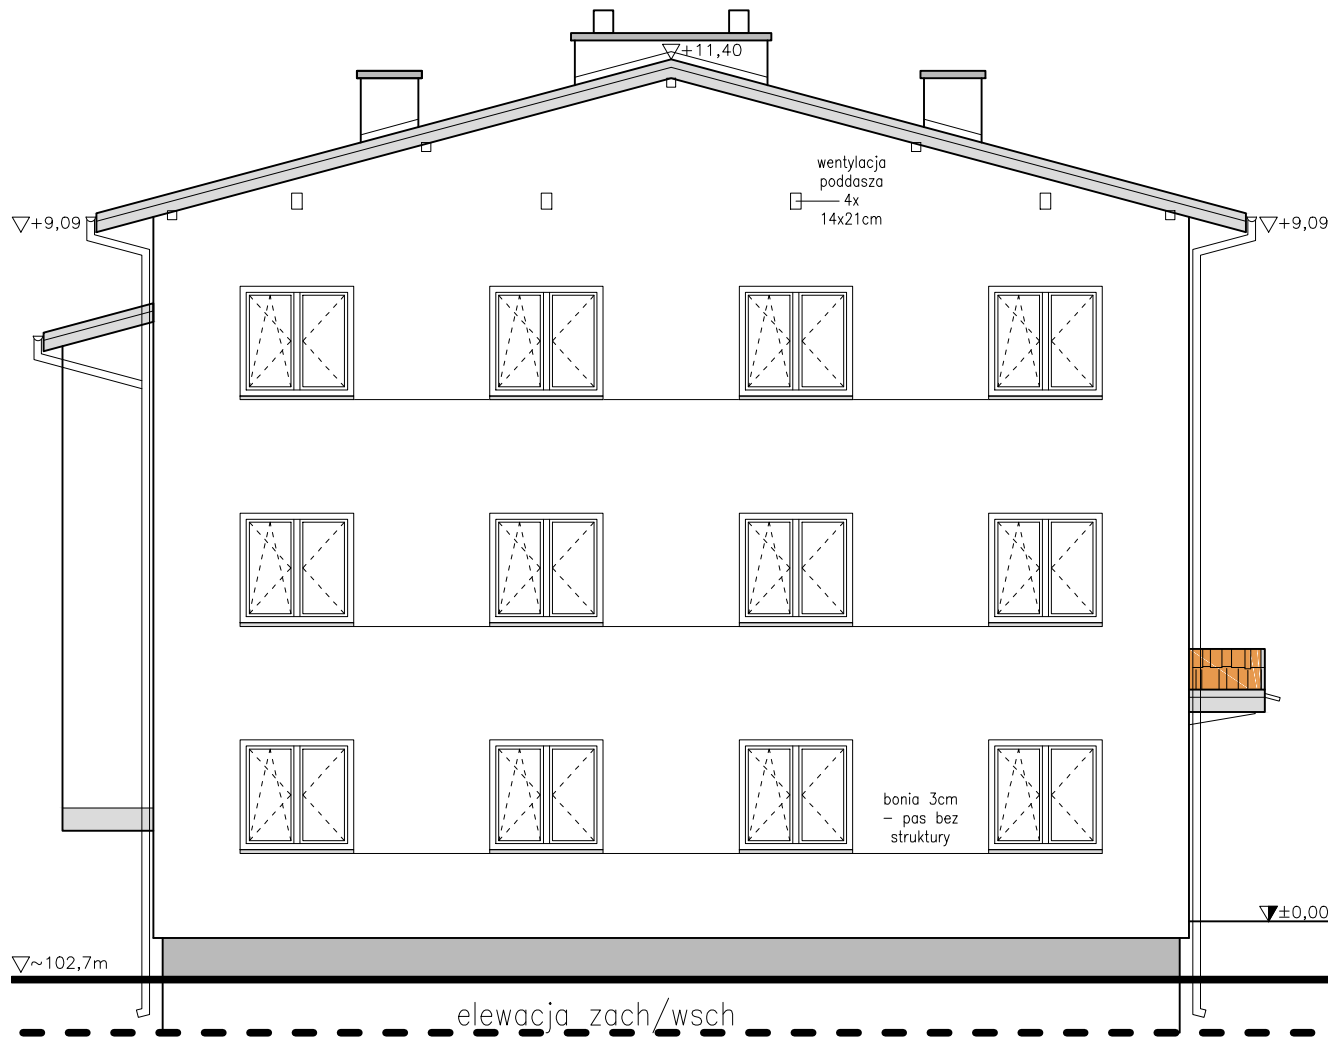 +11,40
wentylacja
poddasza
4x
14x21cm
+9,09
+9,09
bonia 3cm
- pas bez
struktury
±0,00
~102,7m
elewacja zach/wsch